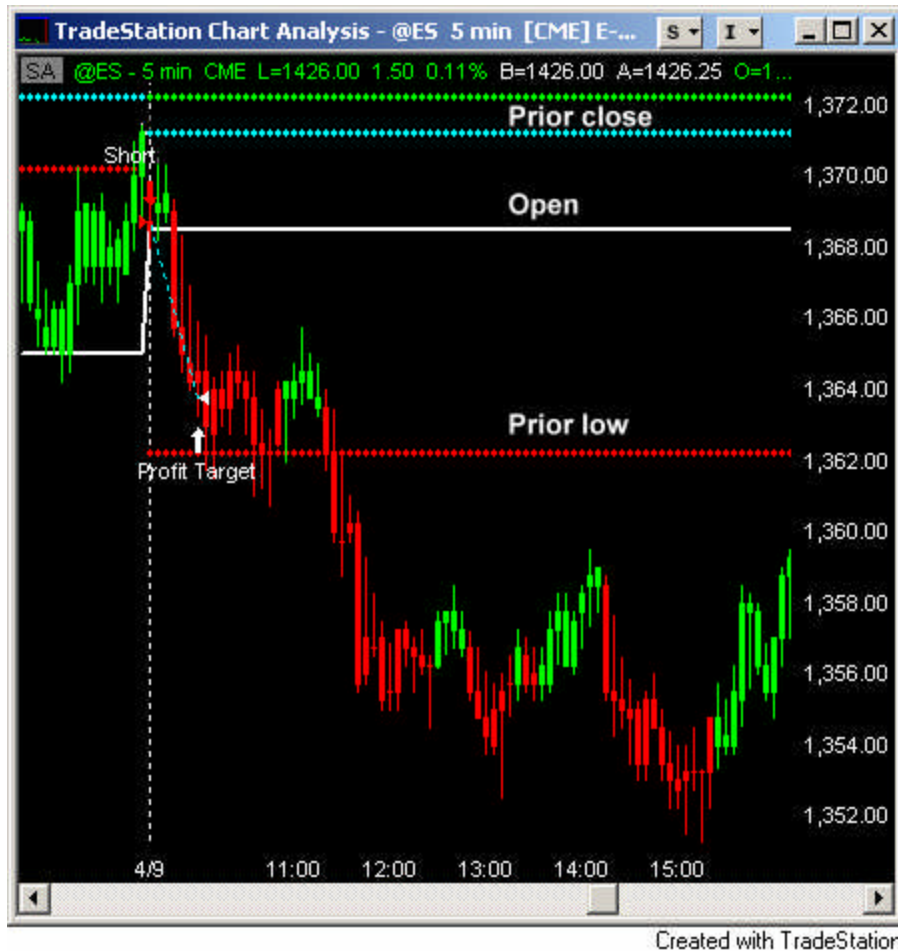 TradeStation Chart Analysis - @ES 5 min [CME] E-... S I
SA @ES - 5 min CME L=1426.00 1.50 0.11% B=1426.00 A=1426.25 O=1...
1,372.00
Prior close
Short
1,370.00
Open
1,368.00
1,366.00
1,364.00
Prior low
1,362.00
Profit Target
1,360.00
1,358.00
1,356.00
1,354.00
1,352.00
4/9 11:00 12:00 13:00 14:00 15:00
Created with TradeStation